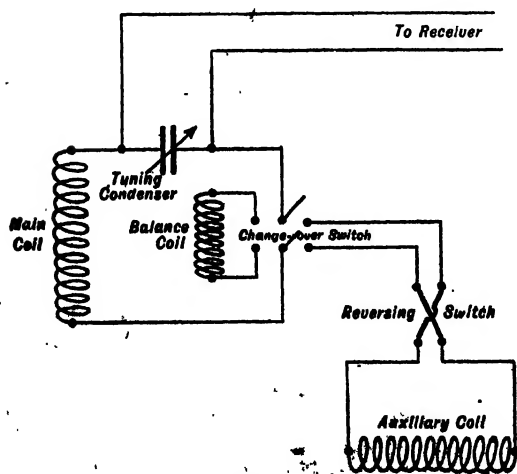 To Receiver
Tuning
Condenser
Main
Coil
Balance
Coil
Change-over Switch
Reversing Switch
Auxiliary Coil